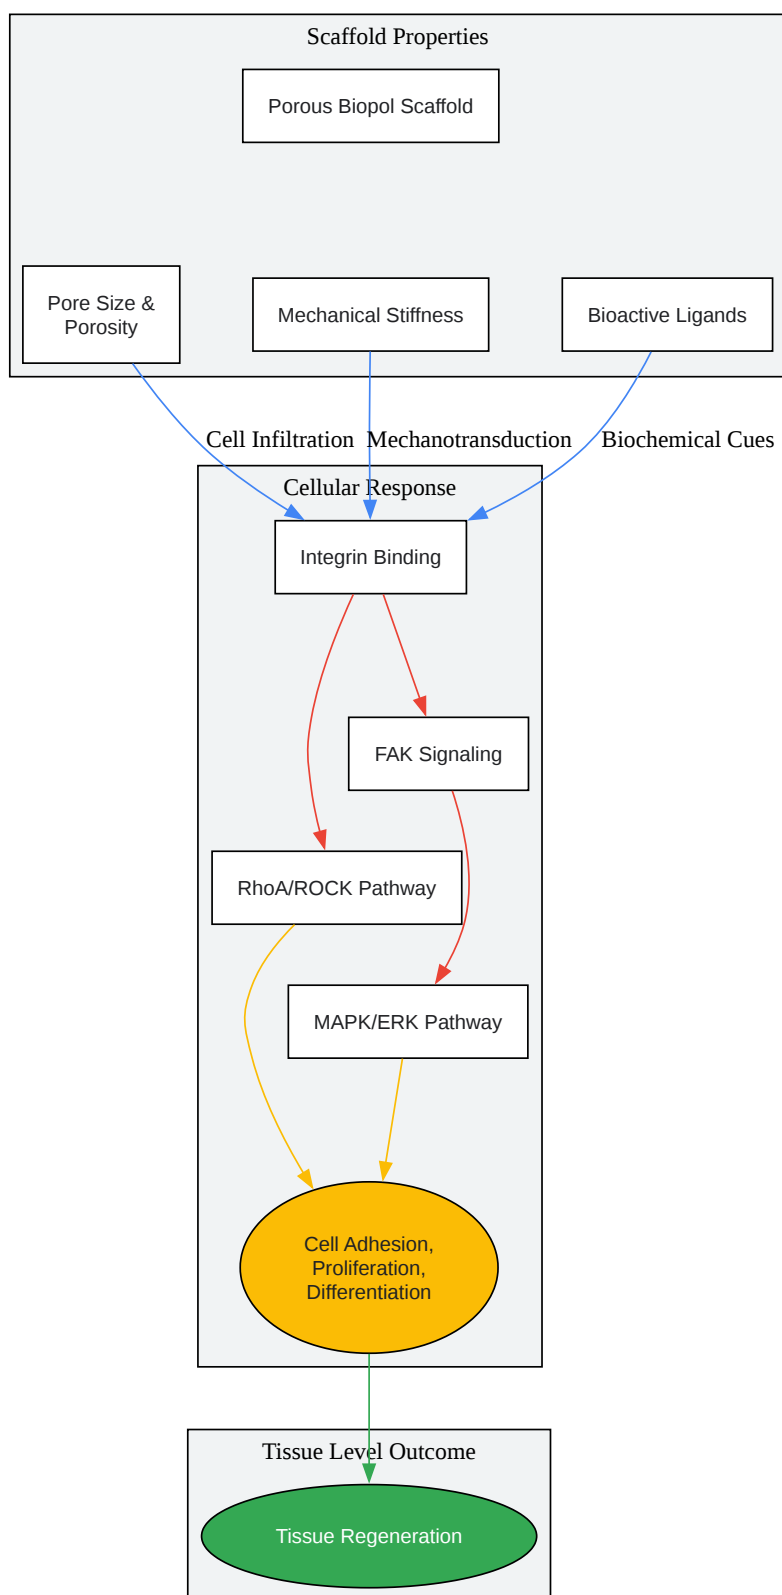 Scaffold Properties
Porous Biopol Scaffold
Pore Size &
Porosity
Mechanical Stiffness
Bioactive Ligands
Cell Infiltration
Mechanotransduction
Biochemical Cues
Cellular Response
Integrin Binding
FAK Signaling
RhoA/ROCK Pathway
MAPK/ERK Pathway
Cell Adhesion,
Proliferation,
Differentiation
Tissue Level Outcome
Tissue Regeneration